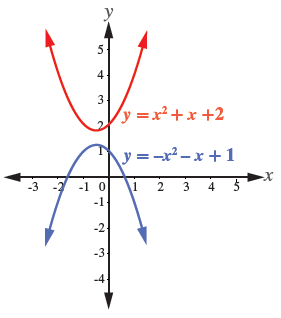 y
5
4
3
y = x² + x + 2
2
1
y = –x² – x + 1
x
-3 -2 -1 0 1 2 3 4 5
-1
-2
-3
-4